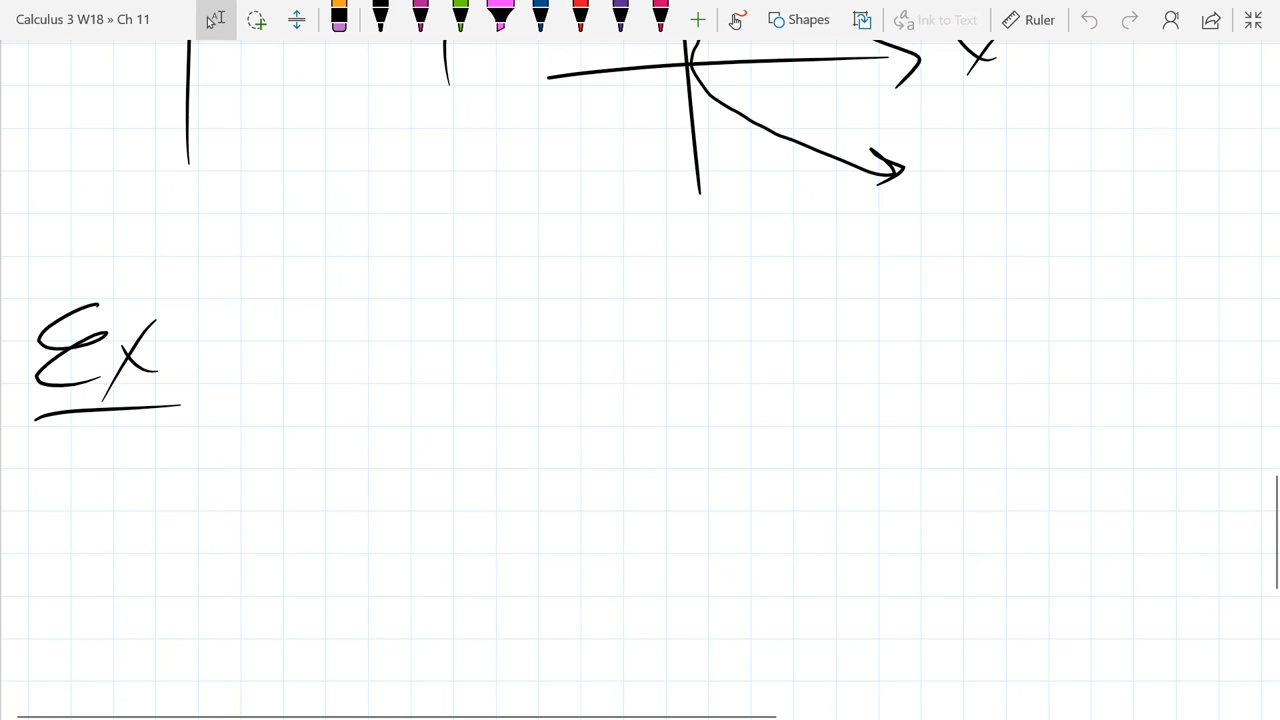 Calculus 3 W18 » Ch 11
Shapes
Ink to Text
Ruler
x
Ex